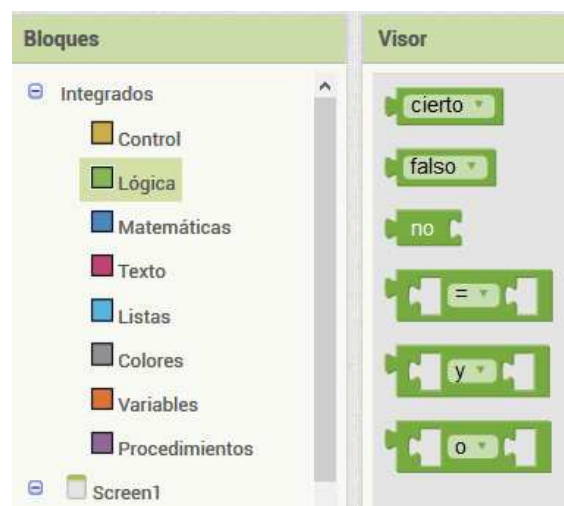 Bloques
Integrados
Control
Lógica
Matemáticas
Texto
Listas
Colores
Variables
Procedimientos
Screen1
Visor
cierto
falso
no
=
y
o